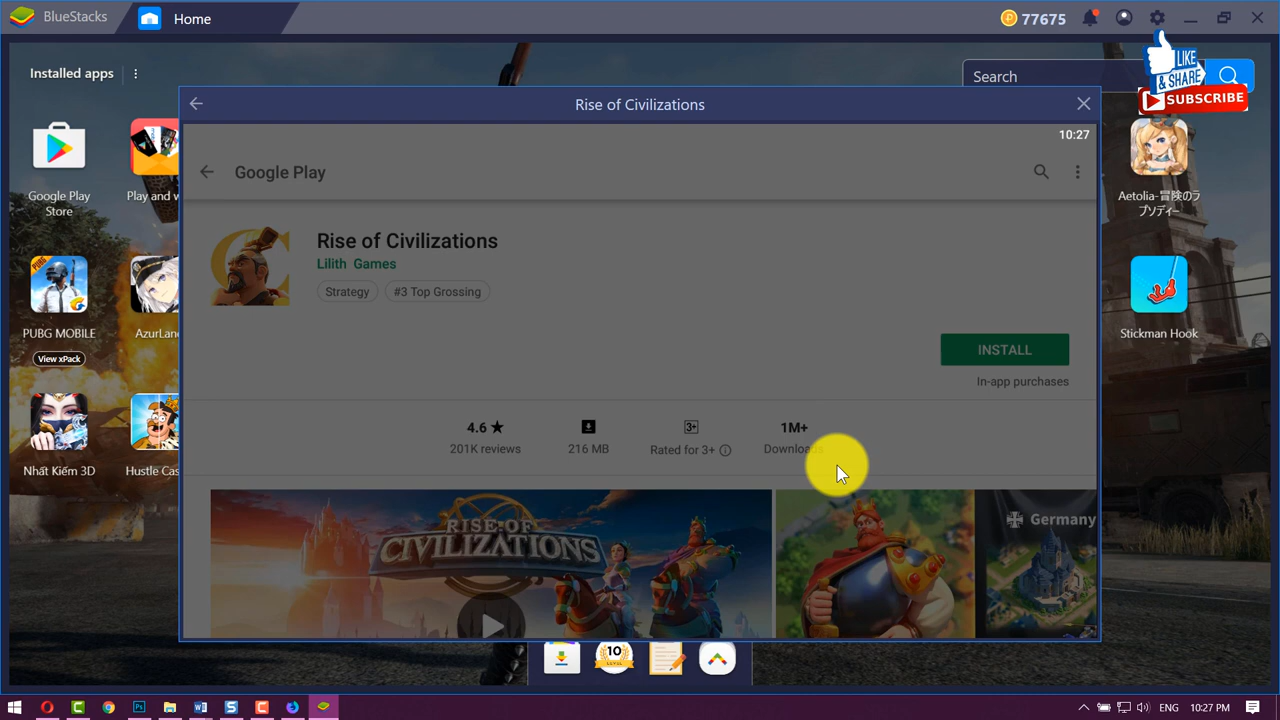 BlueStacks
Home
77675
Installed apps
Search
LIKE
& SHARE
SUBSCRIBE
Rise of Civilizations
10:27
Google Play
Google Play
Store
Play and w
Rise of Civilizations
Lilith Games
Strategy
#3 Top Grossing
Aetolia-冒険のラ
プソディー
PUBG MOBILE
View xPack
AzurLan
Stickman Hook
INSTALL
In-app purchases
4.6 ★
201K reviews
216 MB
3+
Rated for 3+
1M+
Downloads
Nhất Kiếm 3D
Hustle Cas
RISE OF
CIVILIZATIONS
Germany
10
LEVEL
ENG
10:27 PM